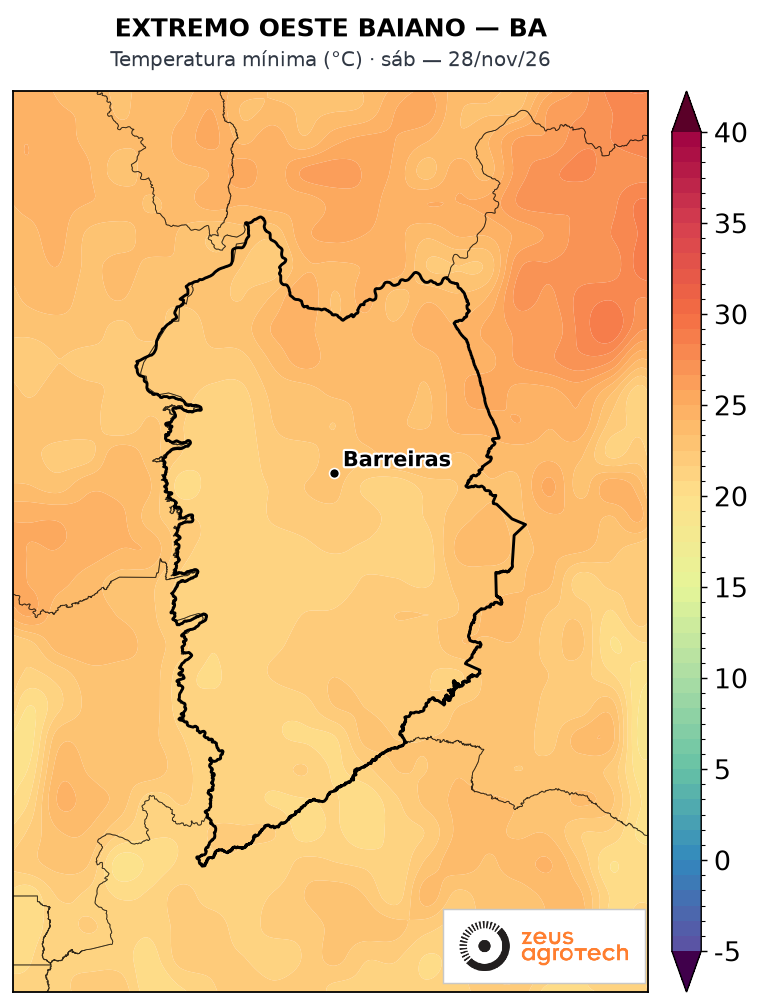 EXTREMO OESTE BAIANO — BA
Temperatura mínima (°C) · sáb — 28/nov/26
40
35
30
25
20
15
10
5
0
-5
Barreiras
zeus
agrotech